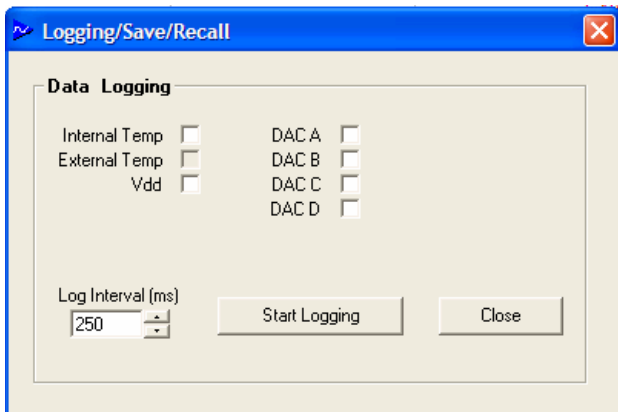 Logging/Save/Recall
Data Logging
Internal Temp
DAC A
External Temp
DAC B
Vdd
DAC C
DAC D
Log Interval (ms)
250
Start Logging
Close